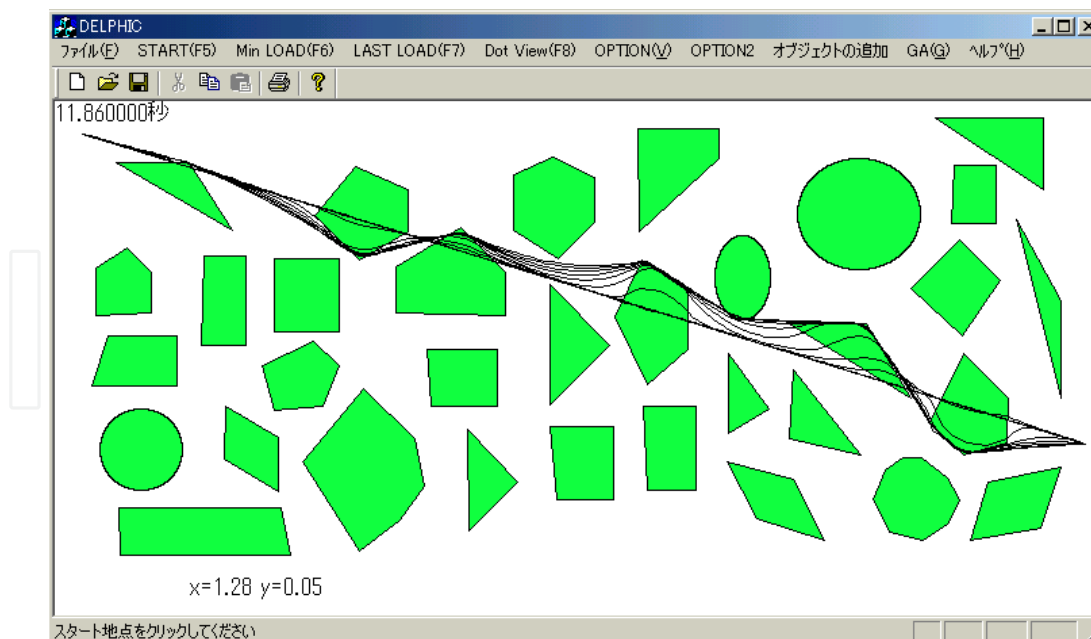 DELPHIC
ファイル(F) START(F5) Min LOAD(F6) LAST LOAD(F7) Dot View(F8) OPTION(V) OPTION2 オブジェクトの追加 GA(G) ヘルプ(H)
11.860000秒
x=1.28 y=0.05
スタート地点をクリックしてください